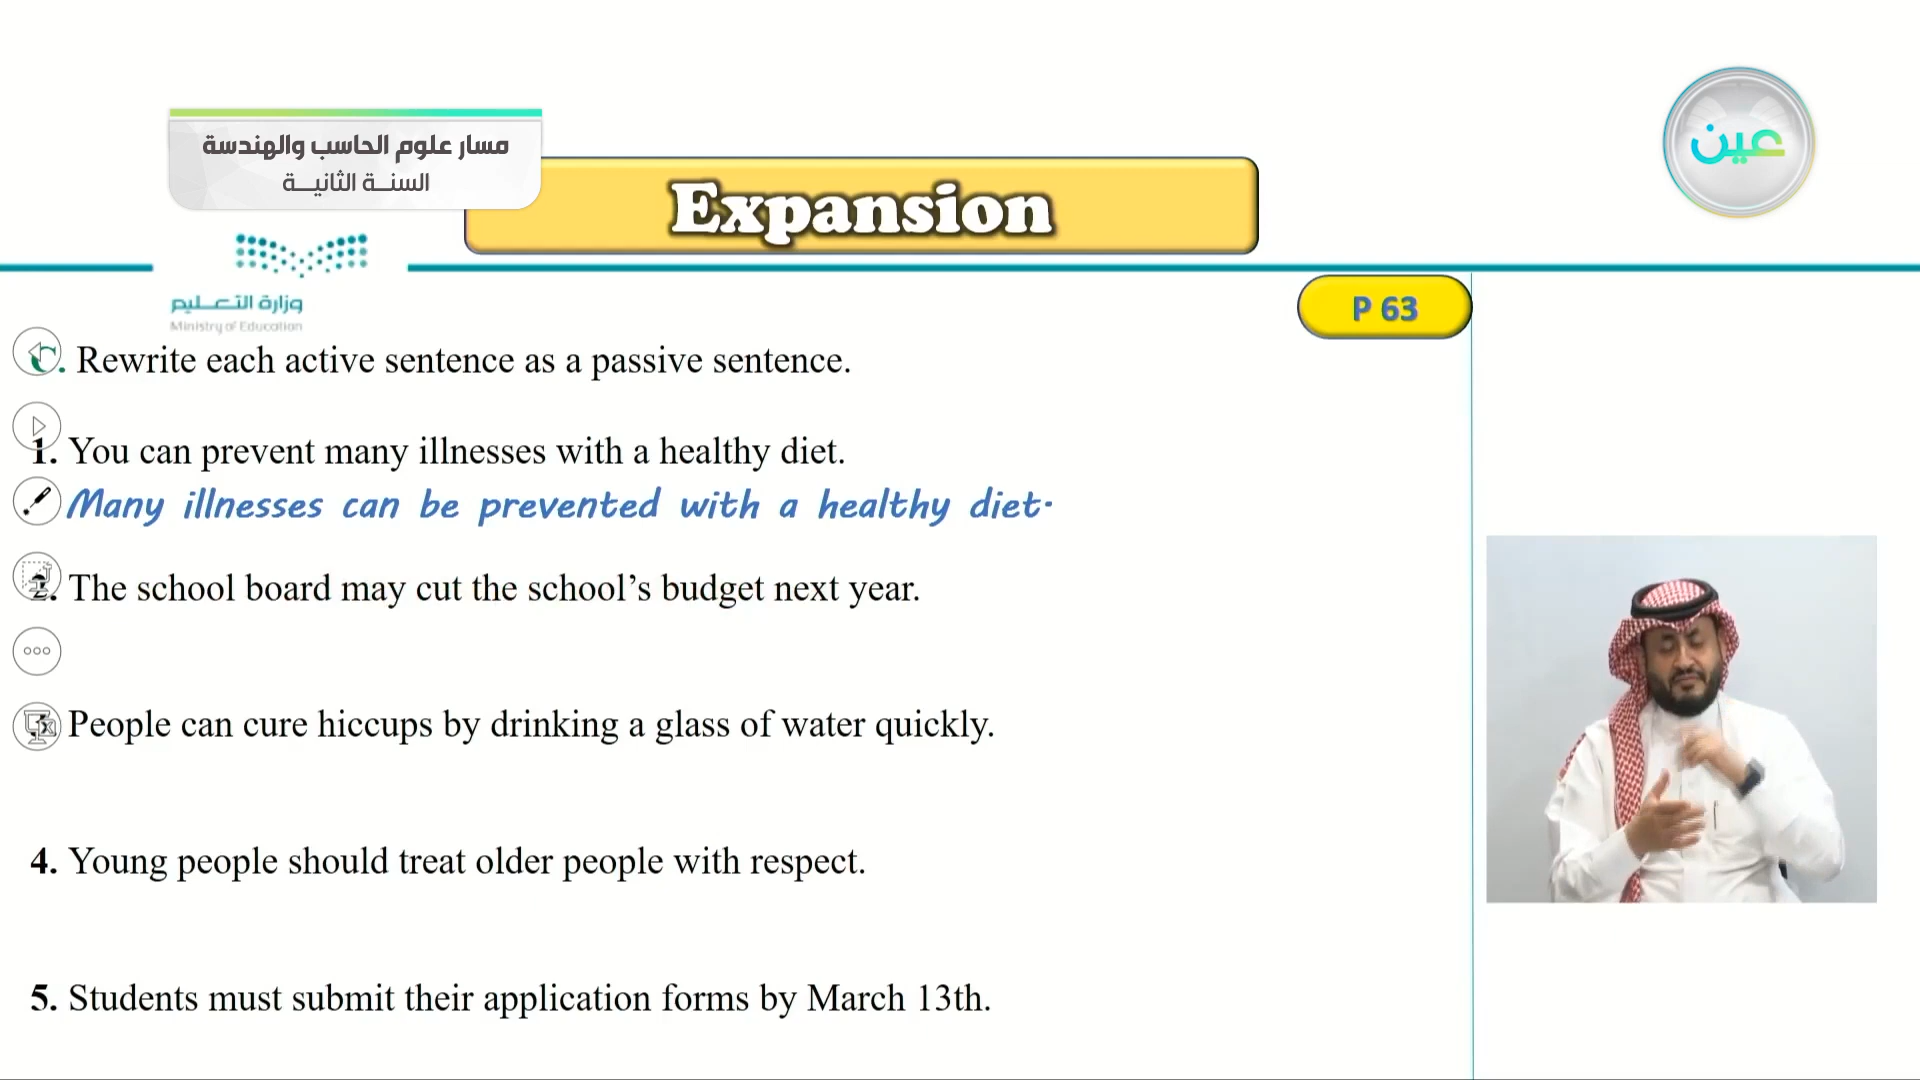 مسار علوم الحاسب والهندسة
السنة الثانية
عين
Expansion
وزارة التعليم
Ministry of Education
P 63
C. Rewrite each active sentence as a passive sentence.
1. You can prevent many illnesses with a healthy diet.
Many illnesses can be prevented with a healthy diet.
2. The school board may cut the school’s budget next year.
People can cure hiccups by drinking a glass of water quickly.
4. Young people should treat older people with respect.
5. Students must submit their application forms by March 13th.